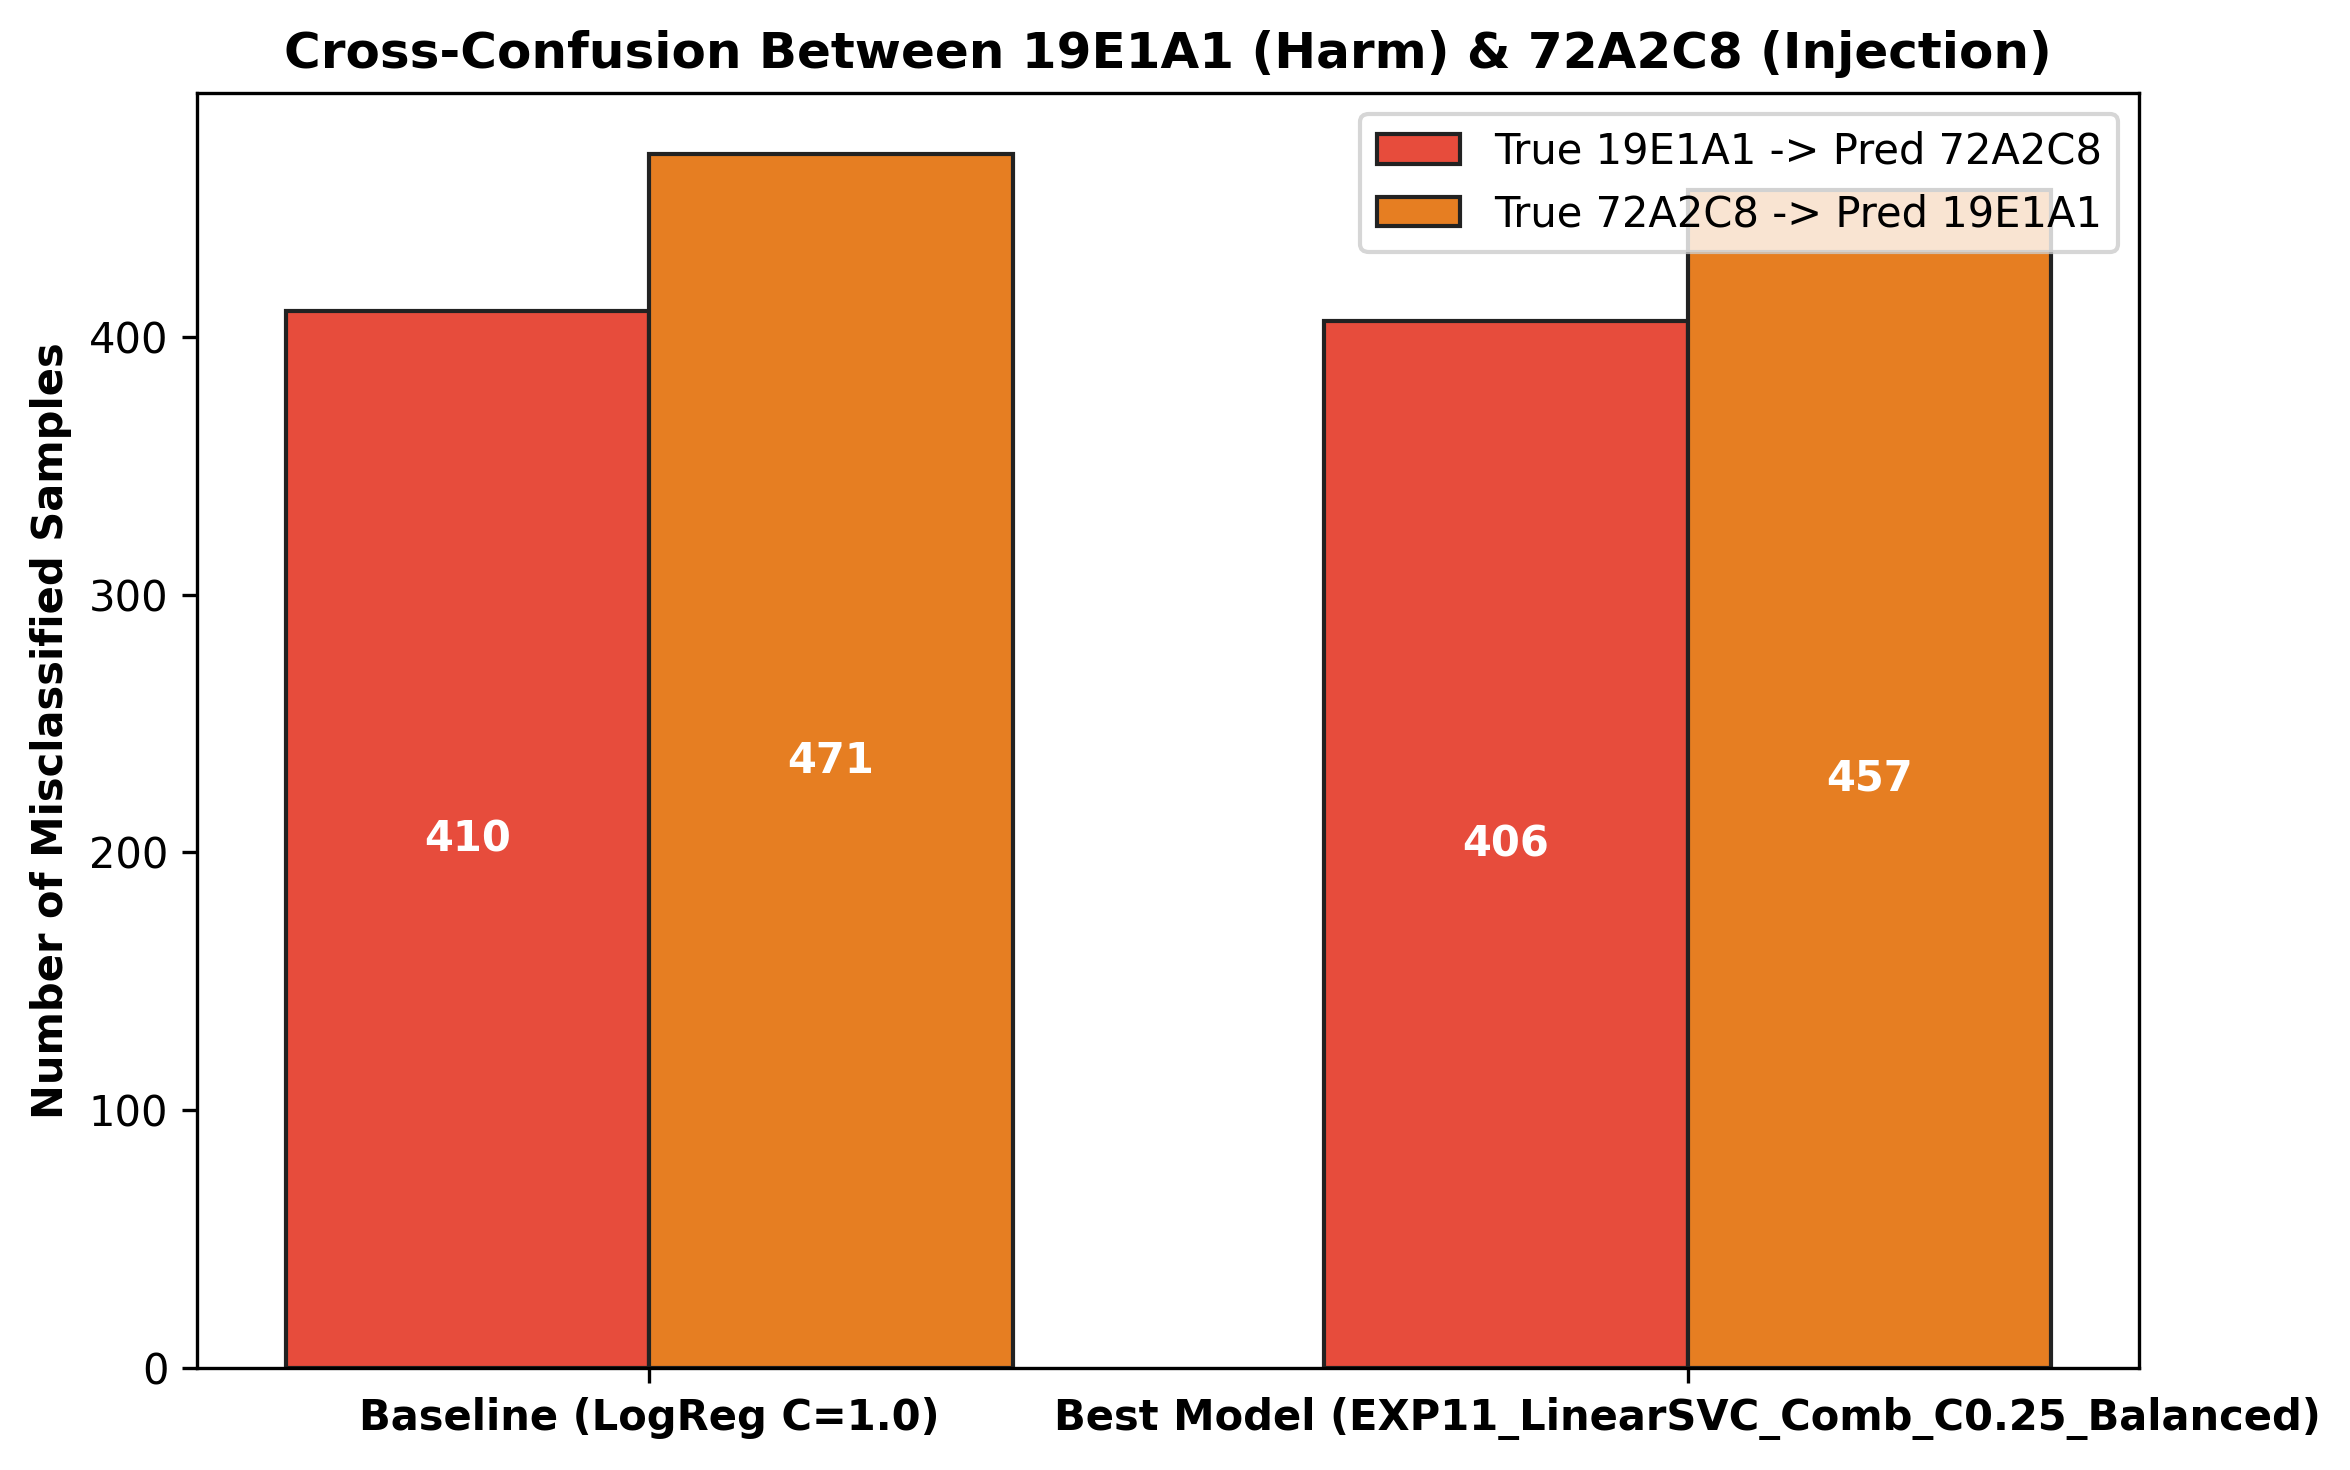 Cross-Confusion Between 19E1A1 (Harm) & 72A2C8 (Injection)
True 19E1A1 -> Pred 72A2C8
True 72A2C8 -> Pred 19E1A1
Number of Misclassified Samples
400
300
200
100
0
410
471
406
457
Baseline (LogReg C=1.0)
Best Model (EXP11_LinearSVC_Comb_C0.25_Balanced)